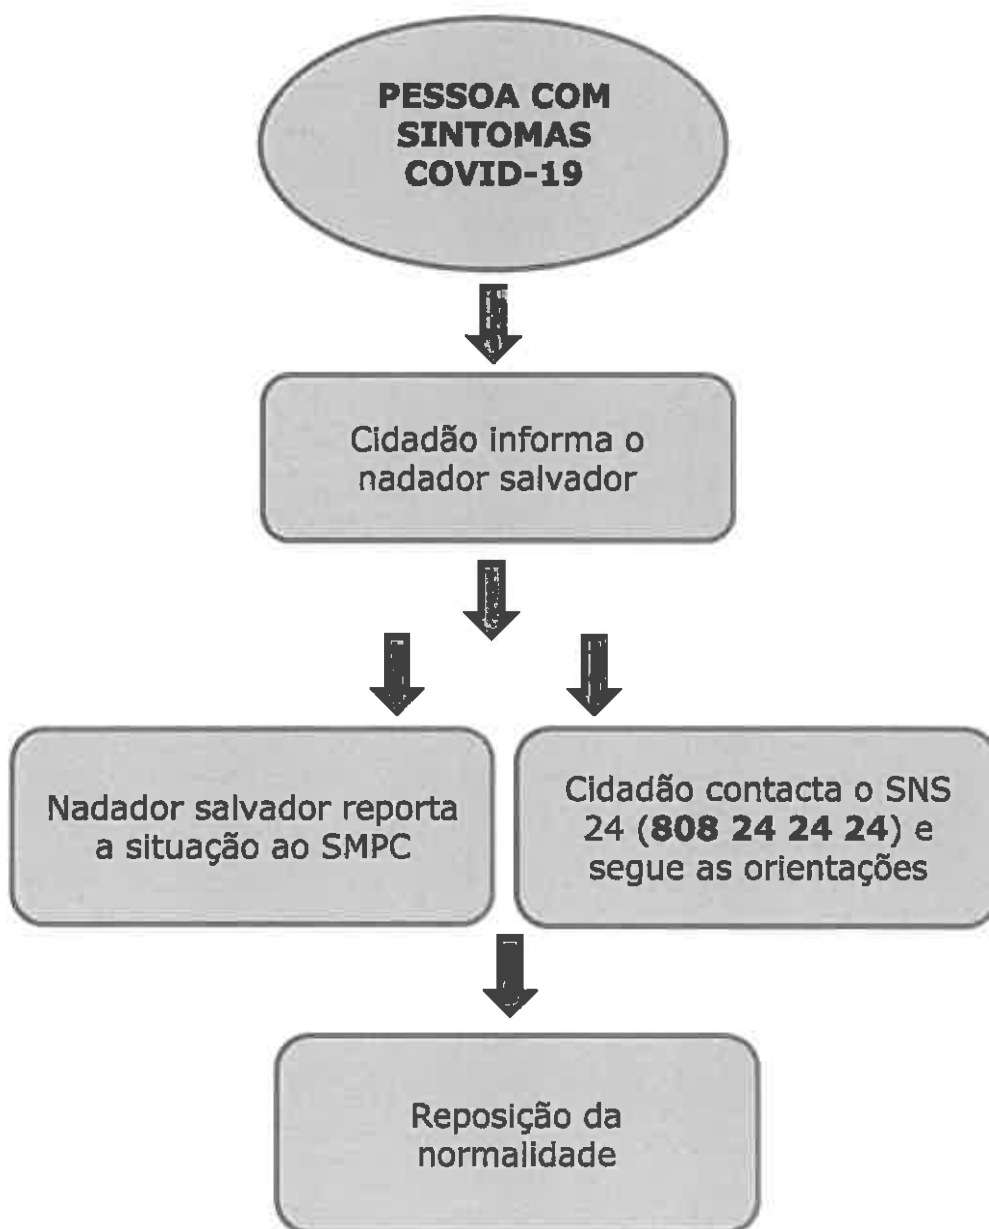 PESSOA COM
SINTOMAS
COVID-19
Cidadão informa o
nadador salvador
Nadador salvador reporta
a situação ao SMPC
Cidadão contacta o SNS
24 (808 24 24 24) e
segue as orientações
Reposição da
normalidade